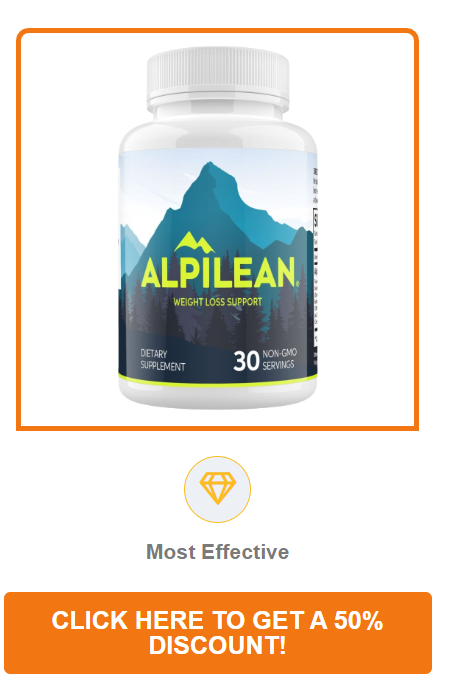 ALPILEAN®
WEIGHT LOSS SUPPORT
DIETARY
SUPPLEMENT
30 NON-GMO
SERVINGS
Most Effective
CLICK HERE TO GET A 50%
DISCOUNT!